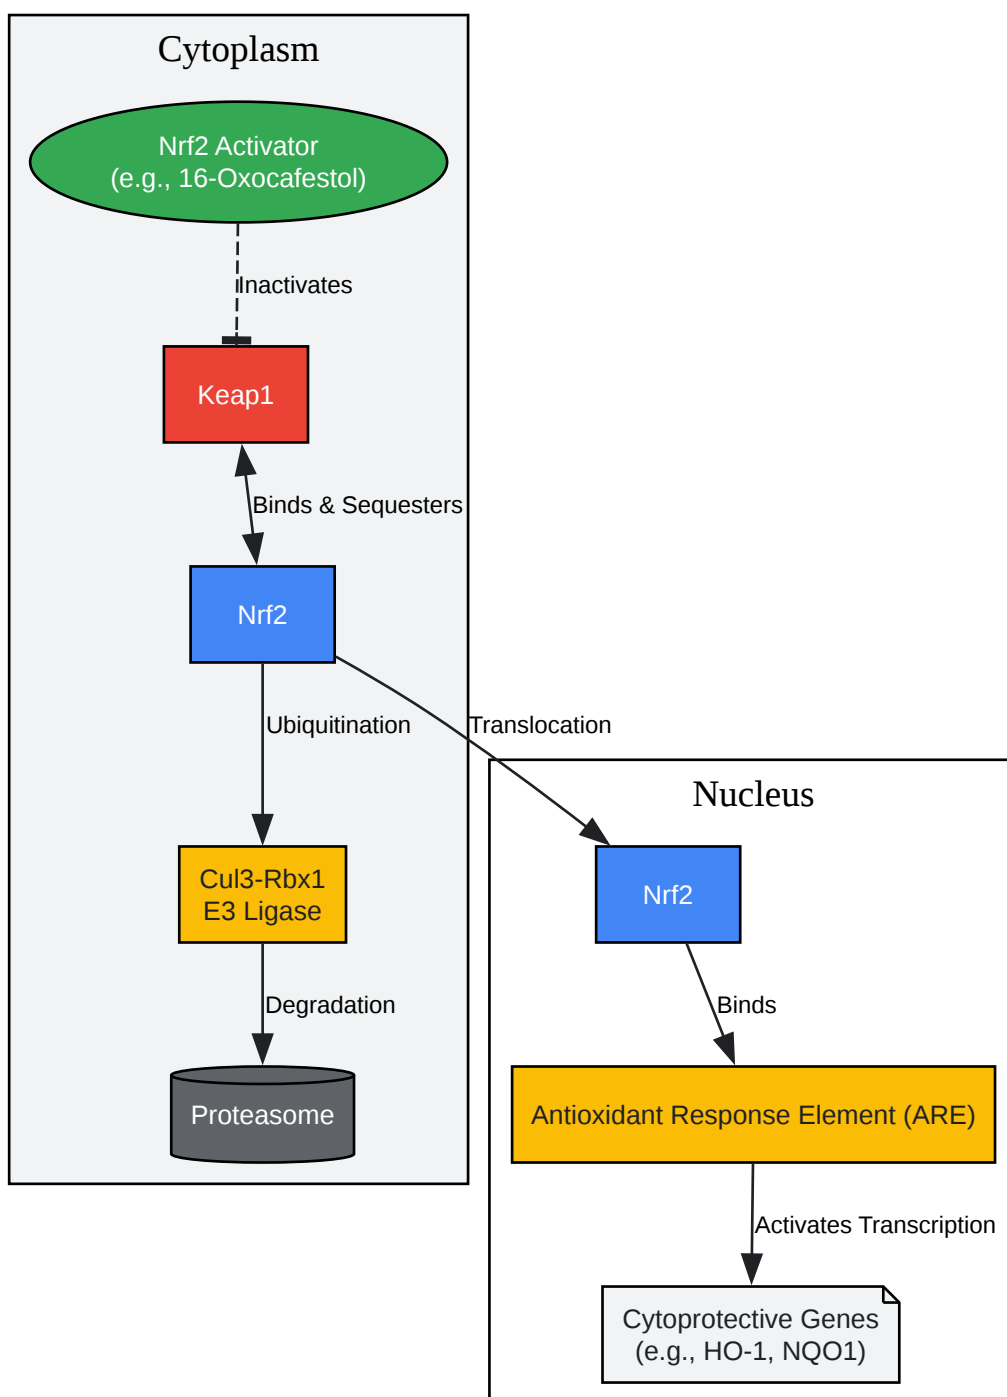 Cytoplasm
Nrf2 Activator
(e.g., 16-Oxocafestol)
Inactivates
Keap1
Binds & Sequesters
Nrf2
Ubiquitination
Translocation
Cul3-Rbx1
E3 Ligase
Degradation
Proteasome
Nucleus
Nrf2
Binds
Antioxidant Response Element (ARE)
Activates Transcription
Cytoprotective Genes
(e.g., HO-1, NQO1)